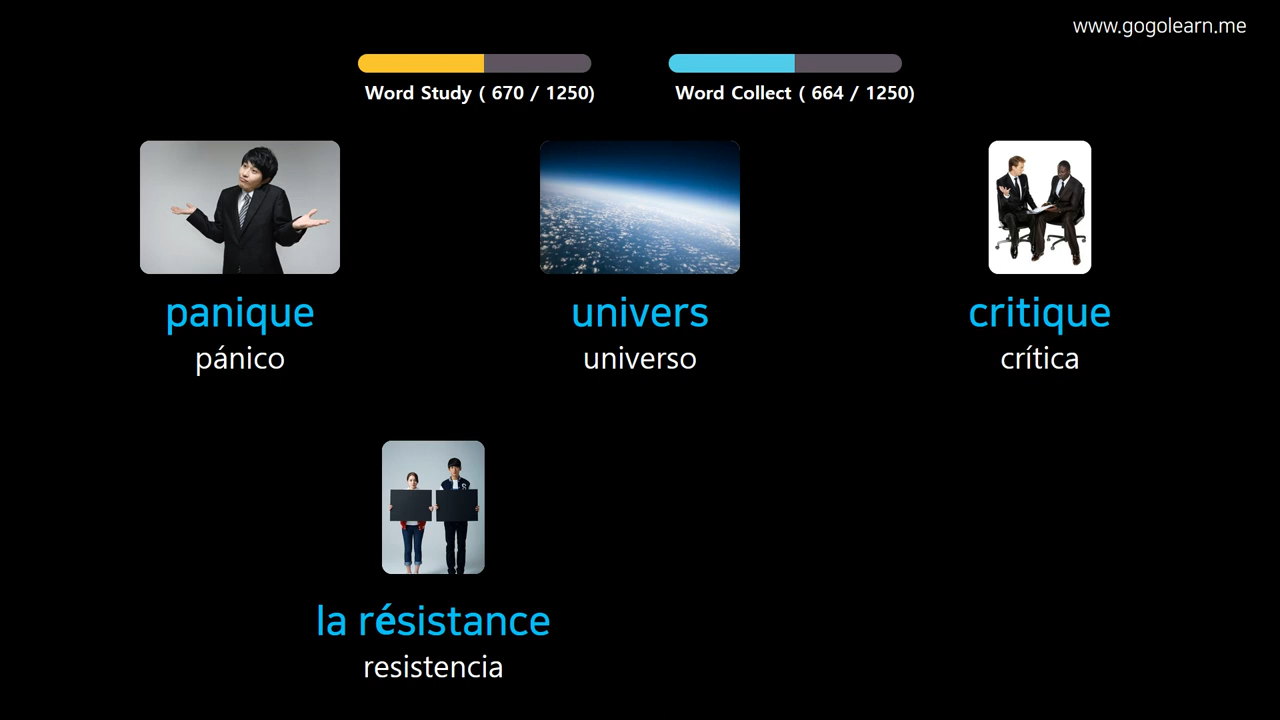 www.gogolearn.me
Word Study ( 670 / 1250)
Word Collect ( 664 / 1250)
panique
univers
critique
pánico
universo
crítica
la résistance
resistencia